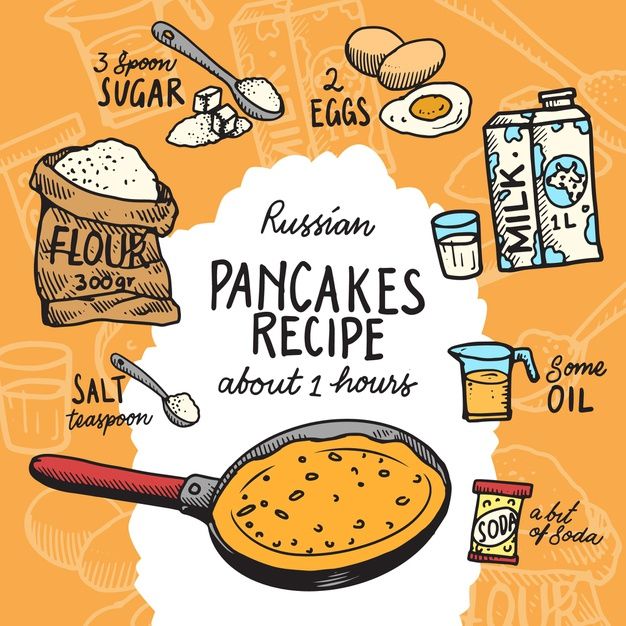 3 Spoon
SUGAR
2
EGGS
MILK
1L
FLOUR
300gr
Russian
PANCAKES
RECIPE
about 1 hours
SALT
teaspoon
Some
OIL
SODA
a bit
of Soda
FLOUR